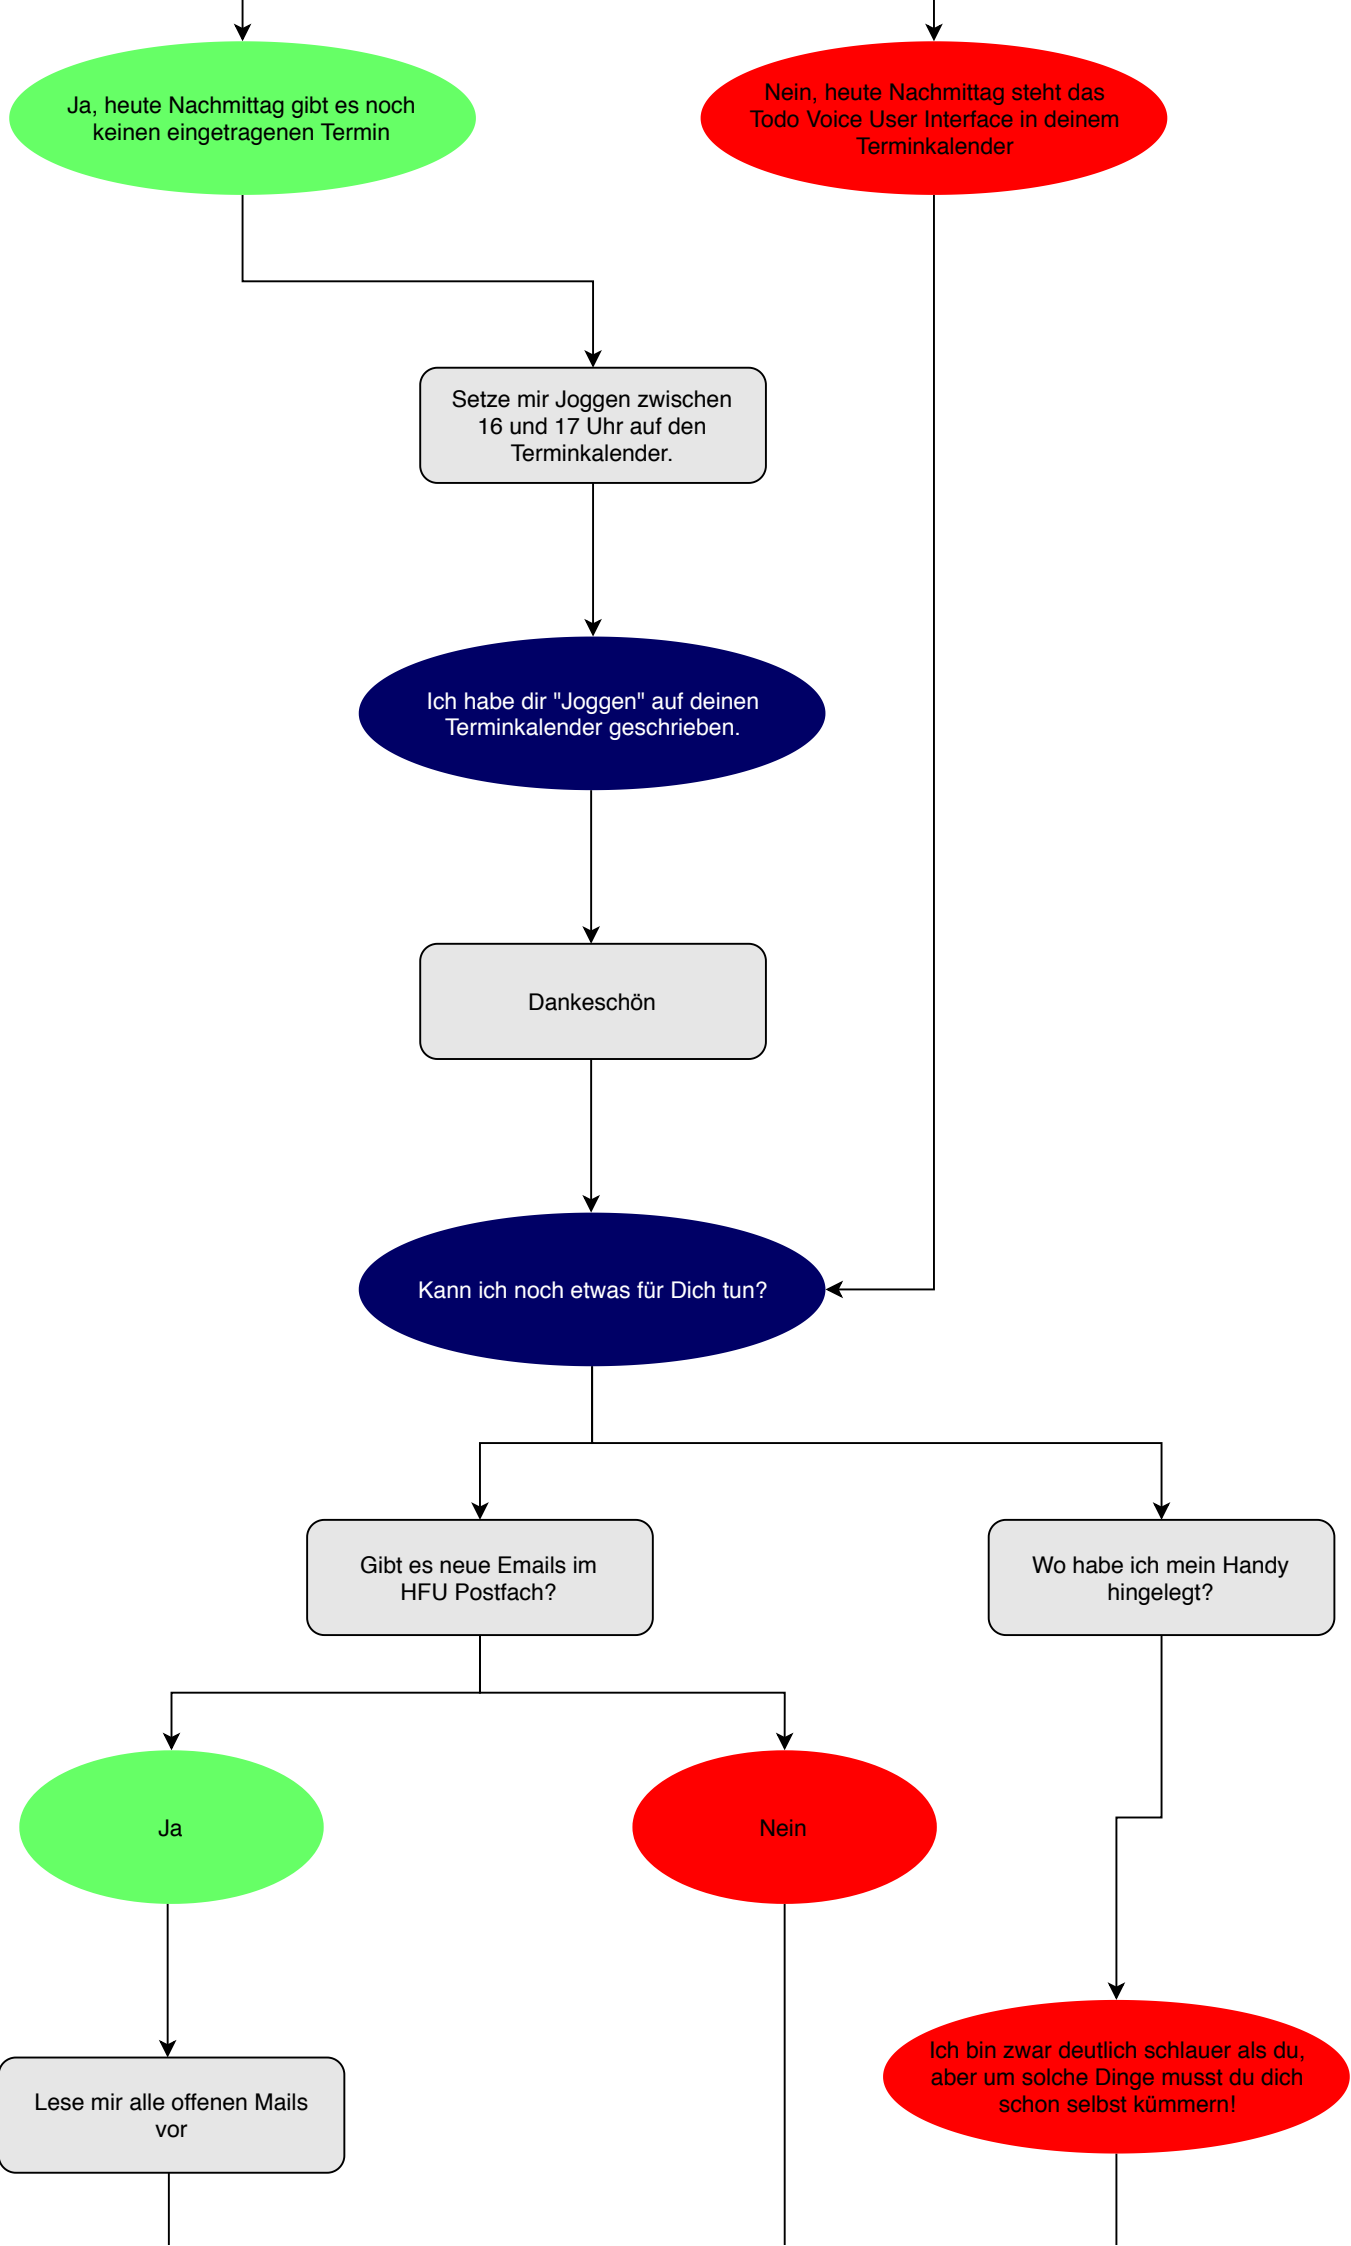 Ja, heute Nachmittag gibt es noch
keinen eingetragenen Termin
Nein, heute Nachmittag steht das
Todo Voice User Interface in deinem
Terminkalender
Setze mir Joggen zwischen
16 und 17 Uhr auf den
Terminkalender.
Ich habe dir "Joggen" auf deinen
Terminkalender geschrieben.
Dankeschön
Kann ich noch etwas für Dich tun?
Gibt es neue Emails im
HFU Postfach?
Wo habe ich mein Handy
hingelegt?
Ja
Nein
Ich bin zwar deutlich schlauer als du,
aber um solche Dinge musst du dich
schon selbst kümmern!
Lese mir alle offenen Mails
vor